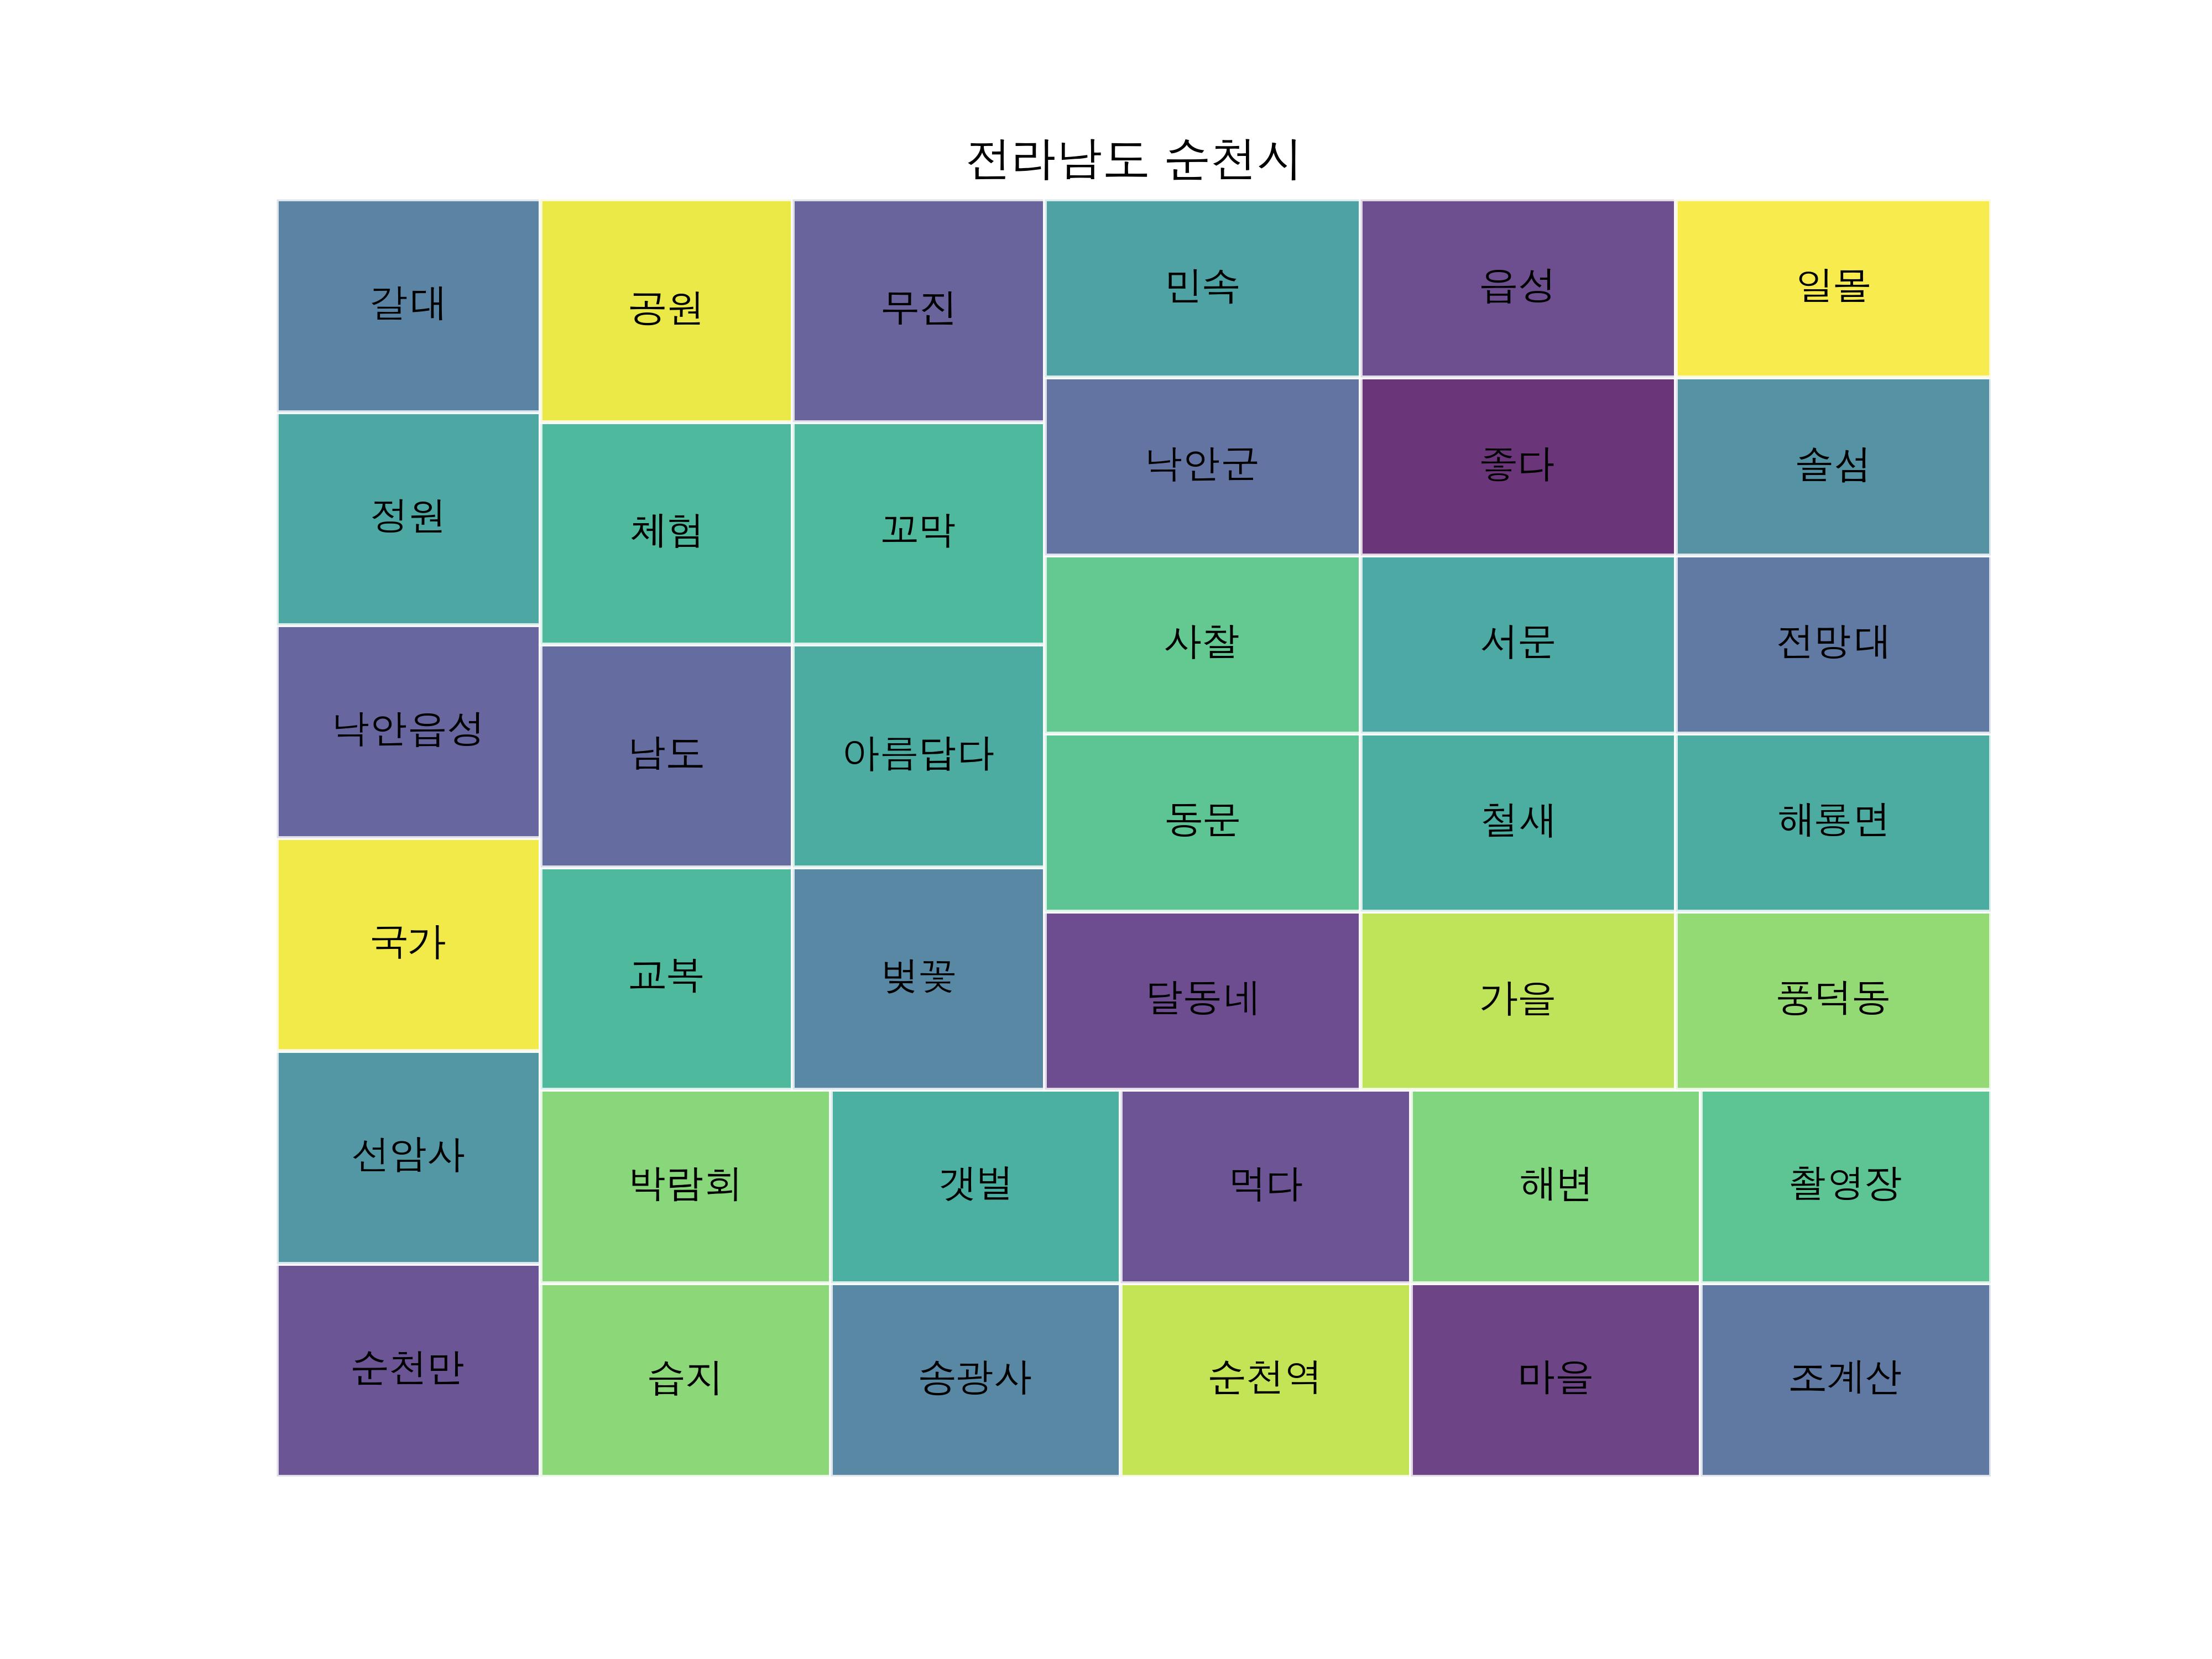 전라남도 순천시
갈대
정원
낙안읍성
국가
선암사
순천만
공원
무진
체험
꼬막
남도
아름답다
교복
벚꽃
민속
읍성
일몰
낙안군
좋다
솔섬
사찰
서문
전망대
동문
철새
해룡면
달동네
가을
풍덕동
박람회
갯벌
먹다
해변
촬영장
습지
송광사
순천역
마을
조계산